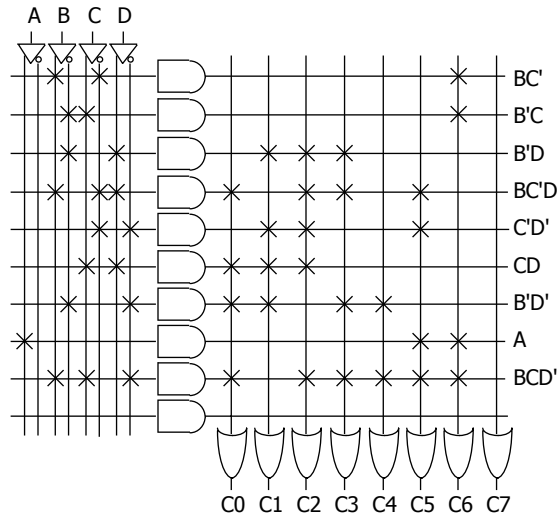 A B C D
BC'
B'C
B'D
BC'D
C'D'
CD
B'D'
A
BCD'
C0 C1 C2 C3 C4 C5 C6 C7